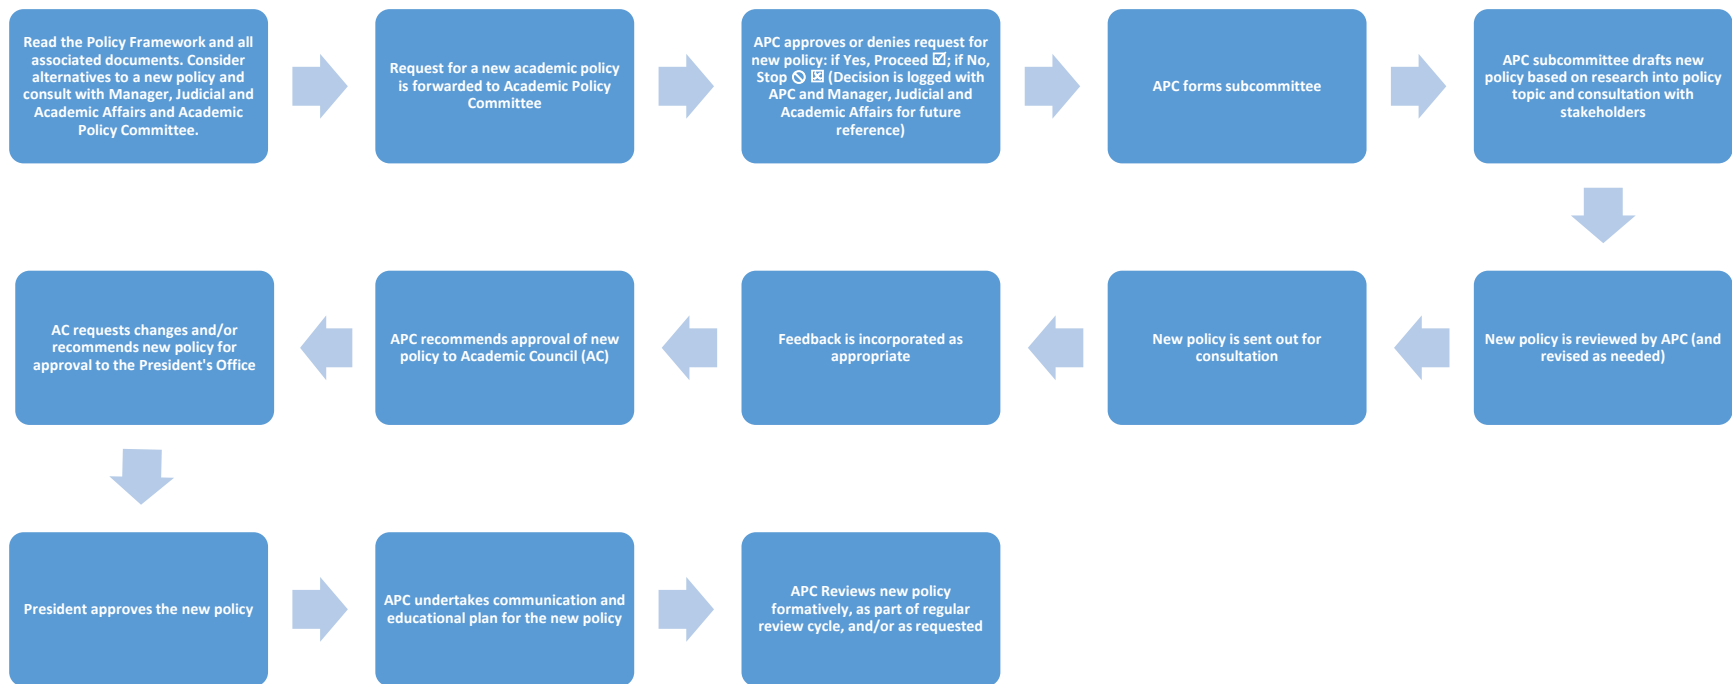 Read the Policy Framework and all
associated documents. Consider
alternatives to a new policy and
consult with Manager, Judicial and
Academic Affairs and Academic
Policy Committee.
Request for a new academic policy
is forwarded to Academic Policy
Committee
APC approves or denies request for
new policy: if Yes, Proceed ☑; if No,
Stop 🛇 ☒ (Decision is logged with
APC and Manager, Judicial and
Academic Affairs for future
reference)
APC forms subcommittee
APC subcommittee drafts new
policy based on research into policy
topic and consultation with
stakeholders
New policy is reviewed by APC (and
revised as needed)
New policy is sent out for
consultation
Feedback is incorporated as
appropriate
APC recommends approval of new
policy to Academic Council (AC)
AC requests changes and/or
recommends new policy for
approval to the President's Office
President approves the new policy
APC undertakes communication and
educational plan for the new policy
APC Reviews new policy
formatively, as part of regular
review cycle, and/or as requested